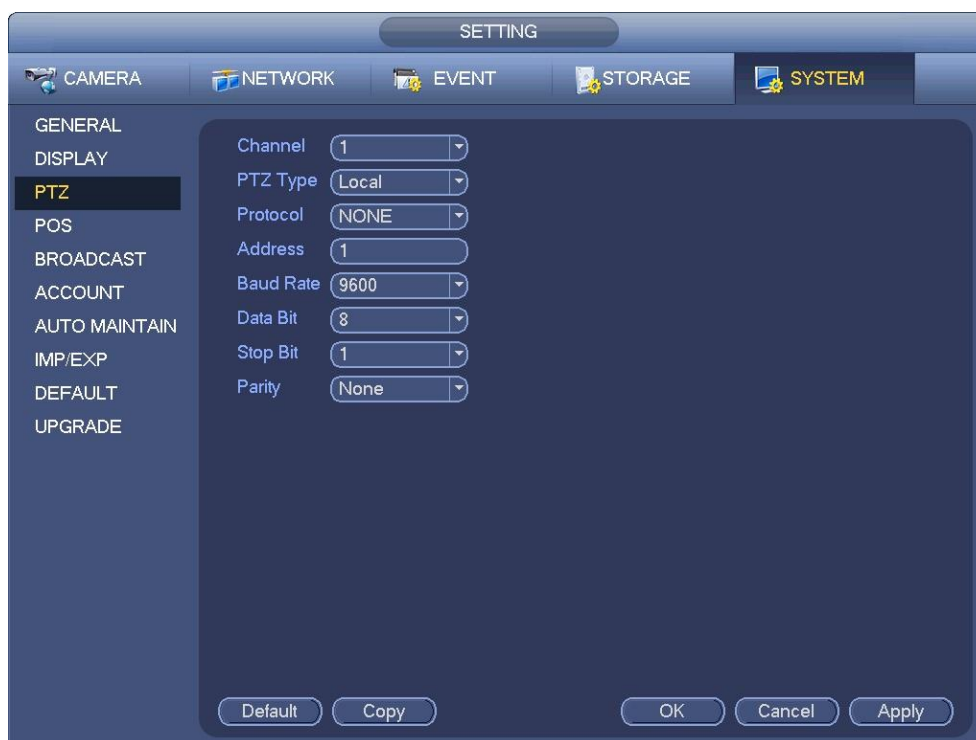 SETTING
CAMERA NETWORK EVENT STORAGE SYSTEM
GENERAL
DISPLAY
PTZ
POS
BROADCAST
ACCOUNT
AUTO MAINTAIN
IMP/EXP
DEFAULT
UPGRADE
Channel 1
PTZ Type Local
Protocol NONE
Address 1
Baud Rate 9600
Data Bit 8
Stop Bit 1
Parity None
Default Copy OK Cancel Apply